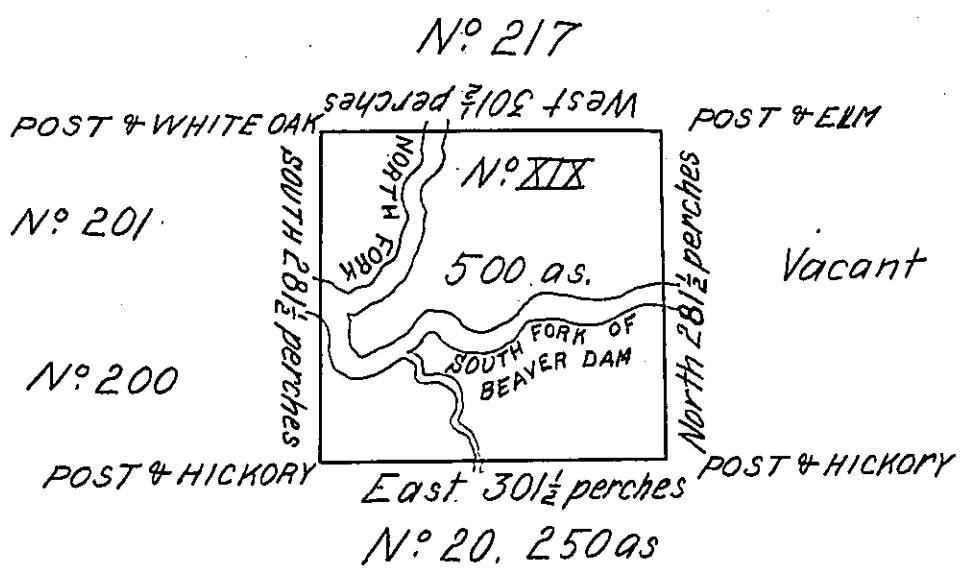 Nº 217
West 301½ perches
POST & WHITE OAK
POST & ELM
NORTH FORK
Nº XIX
SOUTH 281½ perches
North 281½ perches
Nº 201
500 as.
Vacant
SOUTH FORK OF
BEAVER DAM
Nº 200
POST & HICKORY
POST & HICKORY
East 301½ perches
Nº 20. 250 as